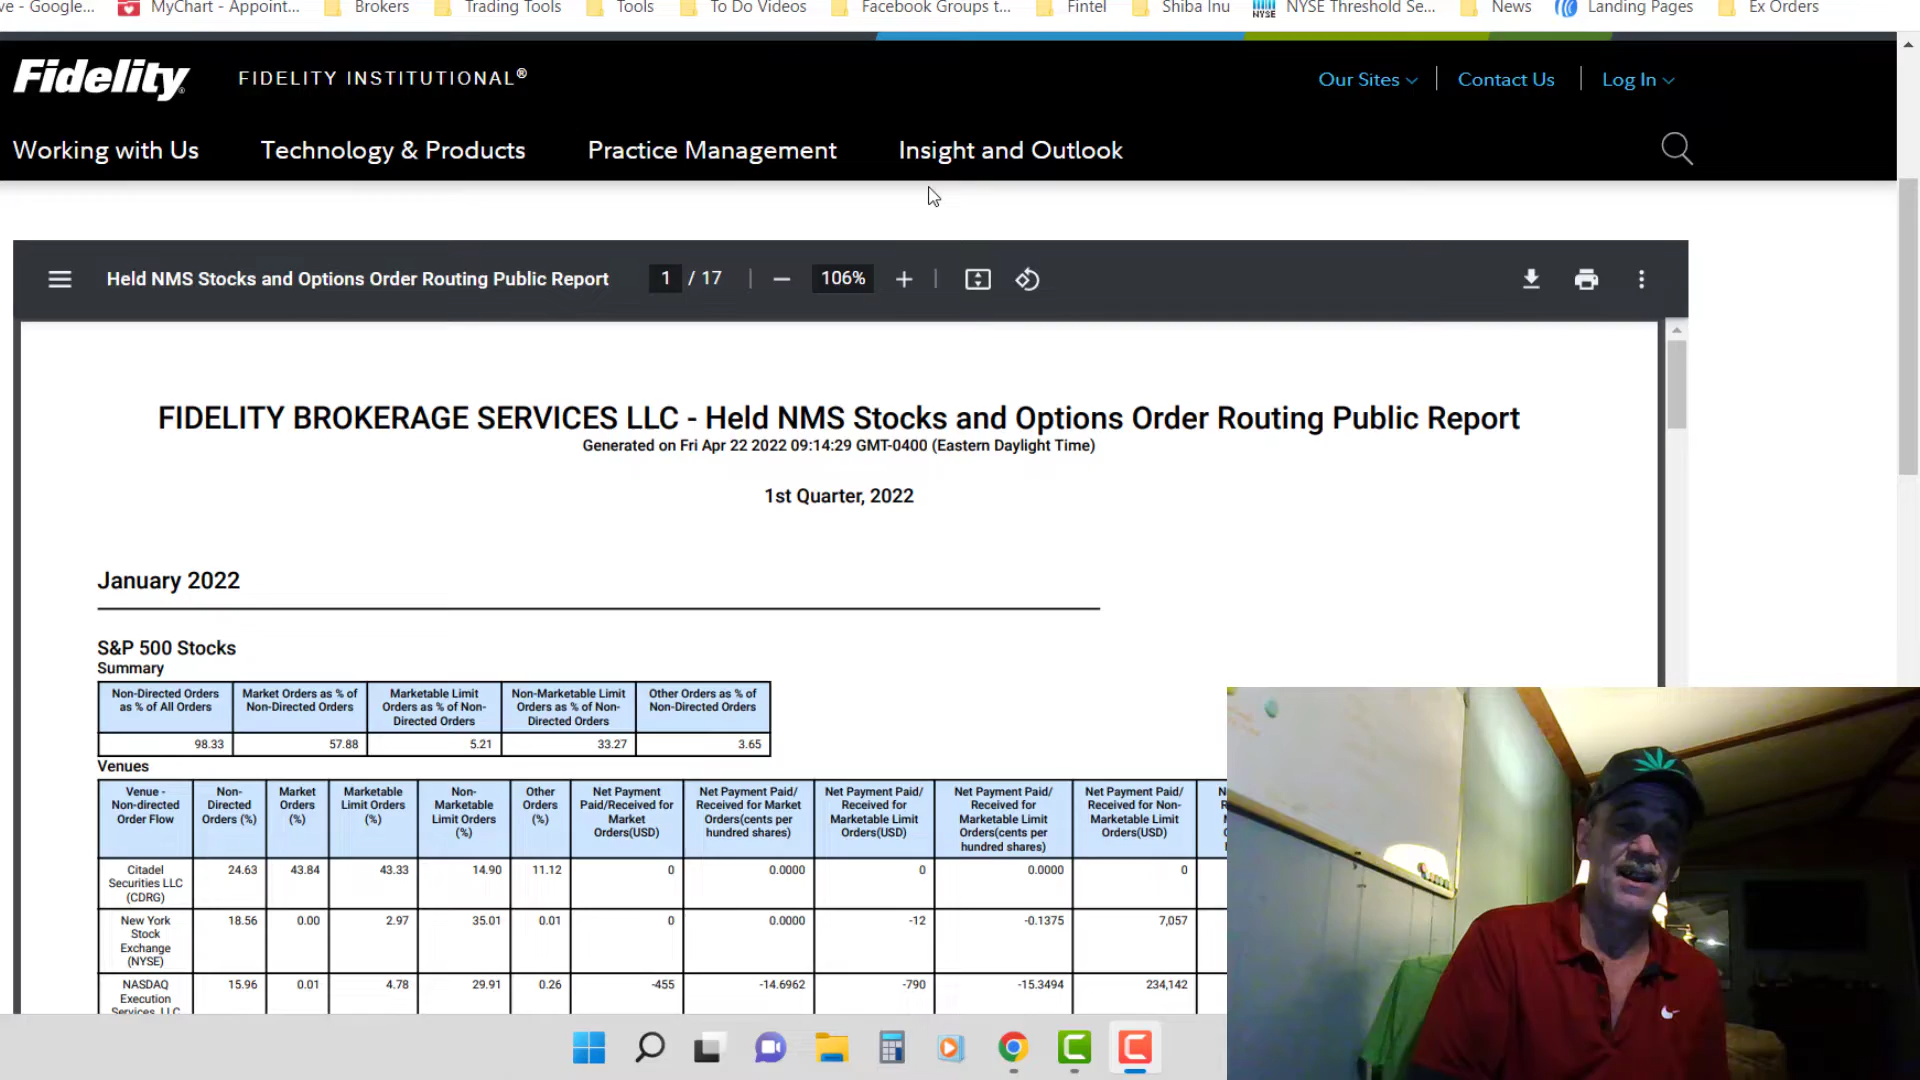 ve - Google...
MyChart - Appoint...
Brokers
Trading Tools
Tools
To Do Videos
Facebook Groups t...
Fintel
Shiba Inu
NYSE
NYSE Threshold Se...
News
Landing Pages
Ex Orders
Fidelity
FIDELITY INSTITUTIONAL®
Our Sites
Contact Us
Log In
Working with Us
Technology & Products
Practice Management
Insight and Outlook
Held NMS Stocks and Options Order Routing Public Report
1 / 17
106%
FIDELITY BROKERAGE SERVICES LLC - Held NMS Stocks and Options Order Routing Public Report
Generated on Fri Apr 22 2022 09:14:29 GMT-0400 (Eastern Daylight Time)
1st Quarter, 2022
January 2022
S&P 500 Stocks
Summary
Non-Directed Orders
as % of All Orders
Market Orders as % of
Non-Directed Orders
Marketable Limit
Orders as % of Non-
Directed Orders
Non-Marketable Limit
Orders as % of Non-
Directed Orders
Other Orders as % of
Non-Directed Orders
98.33
57.88
5.21
33.27
3.65
Venues
Venue -
Non-directed
Order Flow
Non-
Directed
Orders (%)
Market
Orders
(%)
Marketable
Limit Orders
(%)
Non-
Marketable
Limit Orders
(%)
Other
Orders
(%)
Net Payment
Paid/Received for
Market
Orders(USD)
Net Payment Paid/
Received for Market
Orders(cents per
hundred shares)
Net Payment Paid/
Received for
Marketable Limit
Orders(USD)
Net Payment Paid/
Received for
Marketable Limit
Orders(cents per
hundred shares)
Net Payment Paid/
Received for Non-
Marketable Limit
Orders(USD)
Citadel
Securities LLC
(CDRG)
24.63
43.84
43.33
14.90
11.12
0
0.0000
0
0.0000
0
New York
Stock
Exchange
(NYSE)
18.56
0.00
2.97
35.01
0.01
0
0.0000
-12
-0.1375
7,057
NASDAQ
Execution
Services, LLC
15.96
0.01
4.78
29.91
0.26
-455
-14.6962
-790
-15.3494
234,142